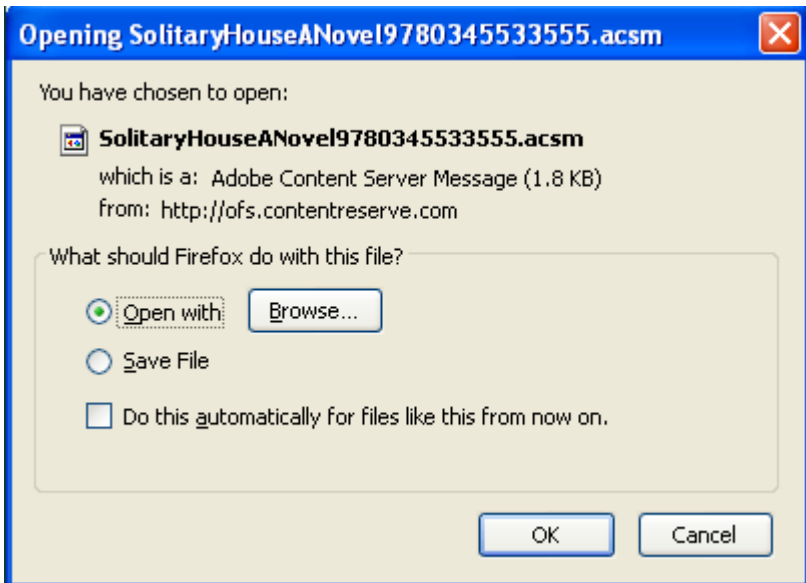 Opening SolitaryHouseANovel9780345533555.acsm
You have chosen to open:
SolitaryHouseANovel9780345533555.acsm
which is a: Adobe Content Server Message (1.8 KB)
from: http://ofs.contentreserve.com
What should Firefox do with this file?
Open with Browse...
Save File
Do this automatically for files like this from now on.
OK Cancel